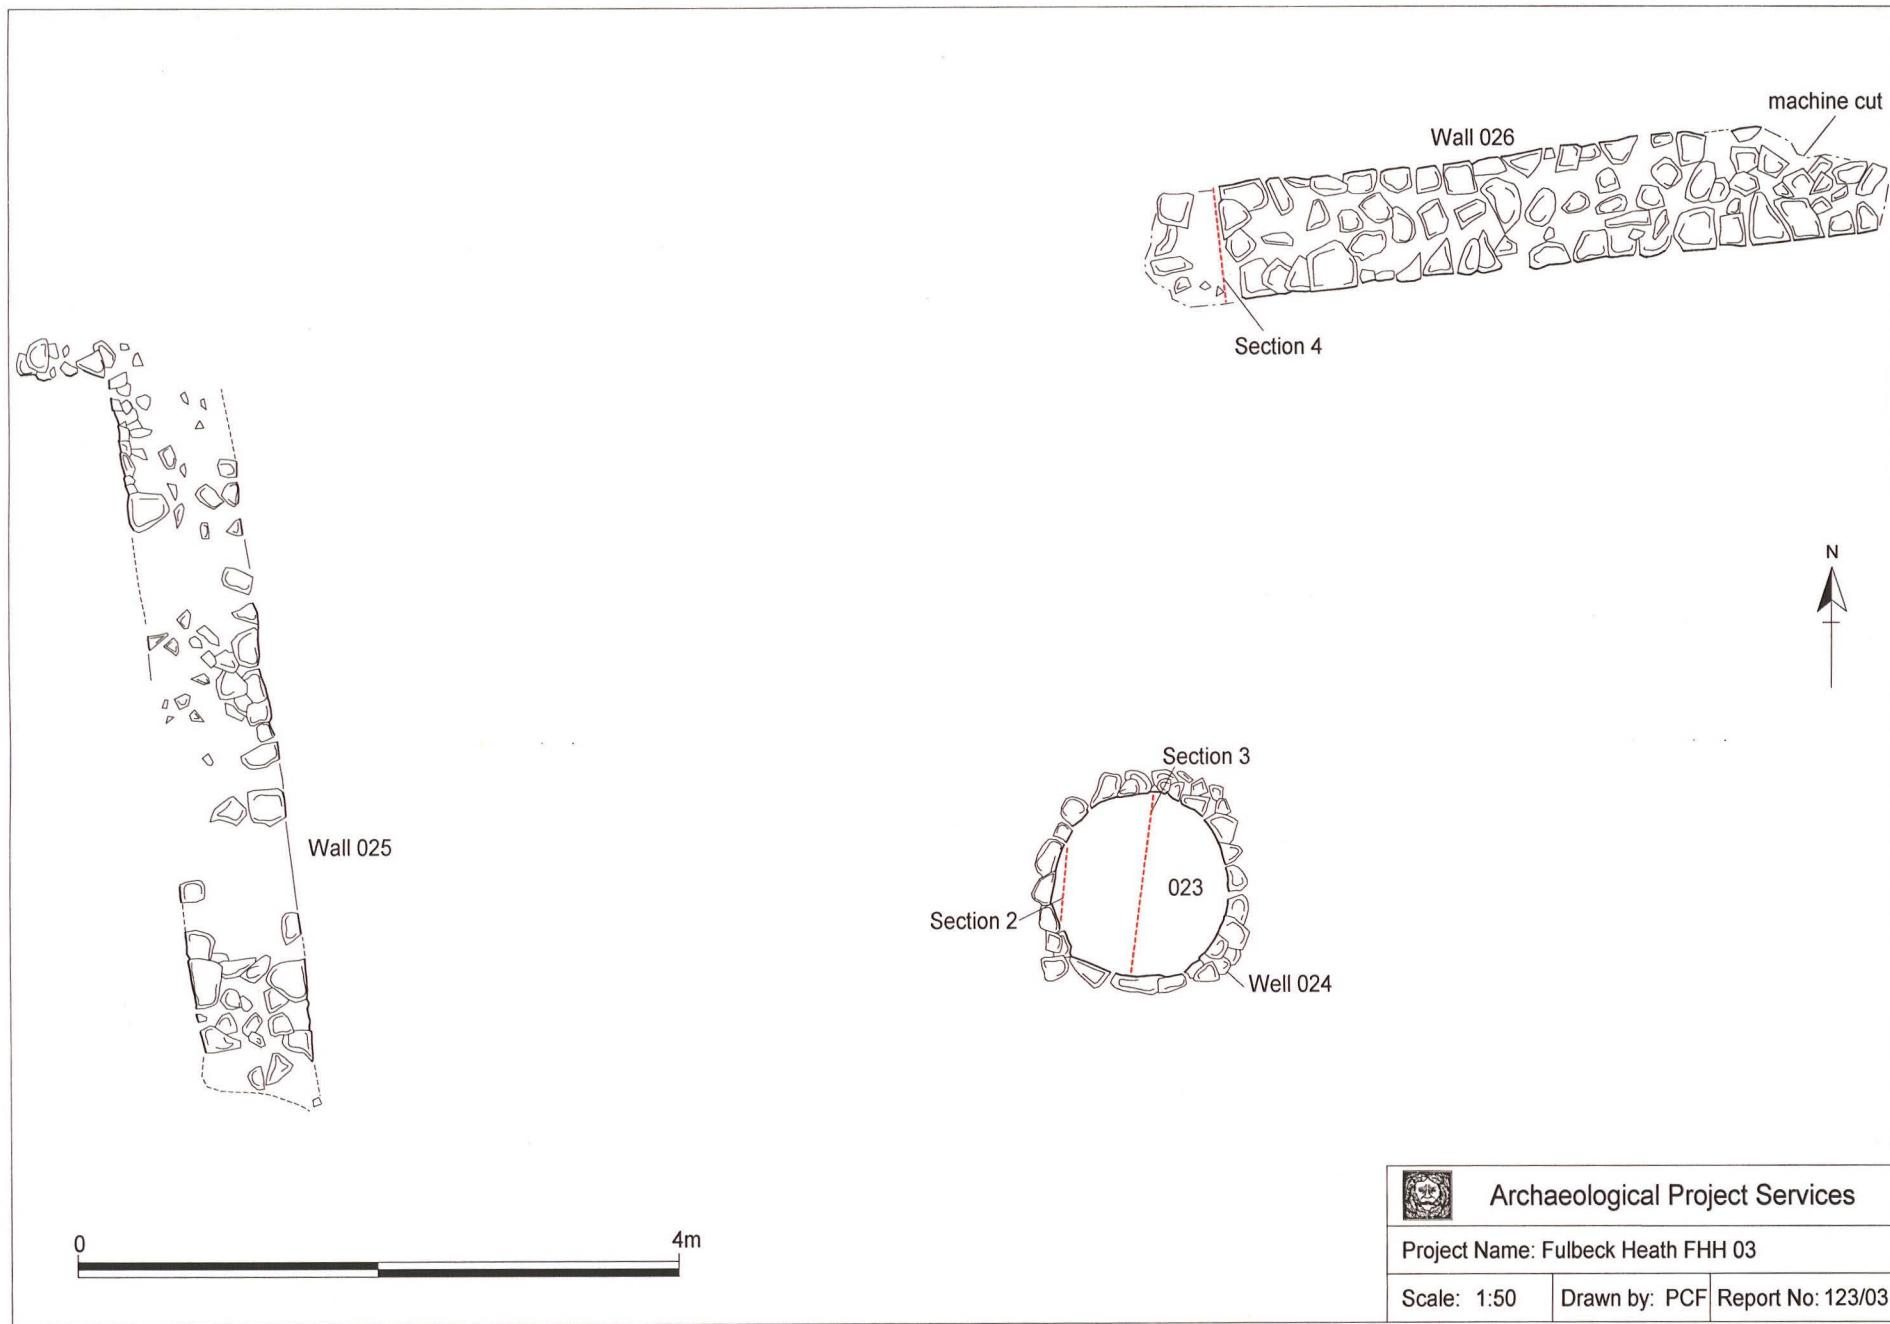 machine cut
Wall 026
Section 4
N
Section 3
Wall 025
023
Section 2
Well 024
0
4m
Archaeological Project Services
Project Name: Fulbeck Heath FHH 03
Scale: 1:50
Drawn by: PCF
Report No: 123/03